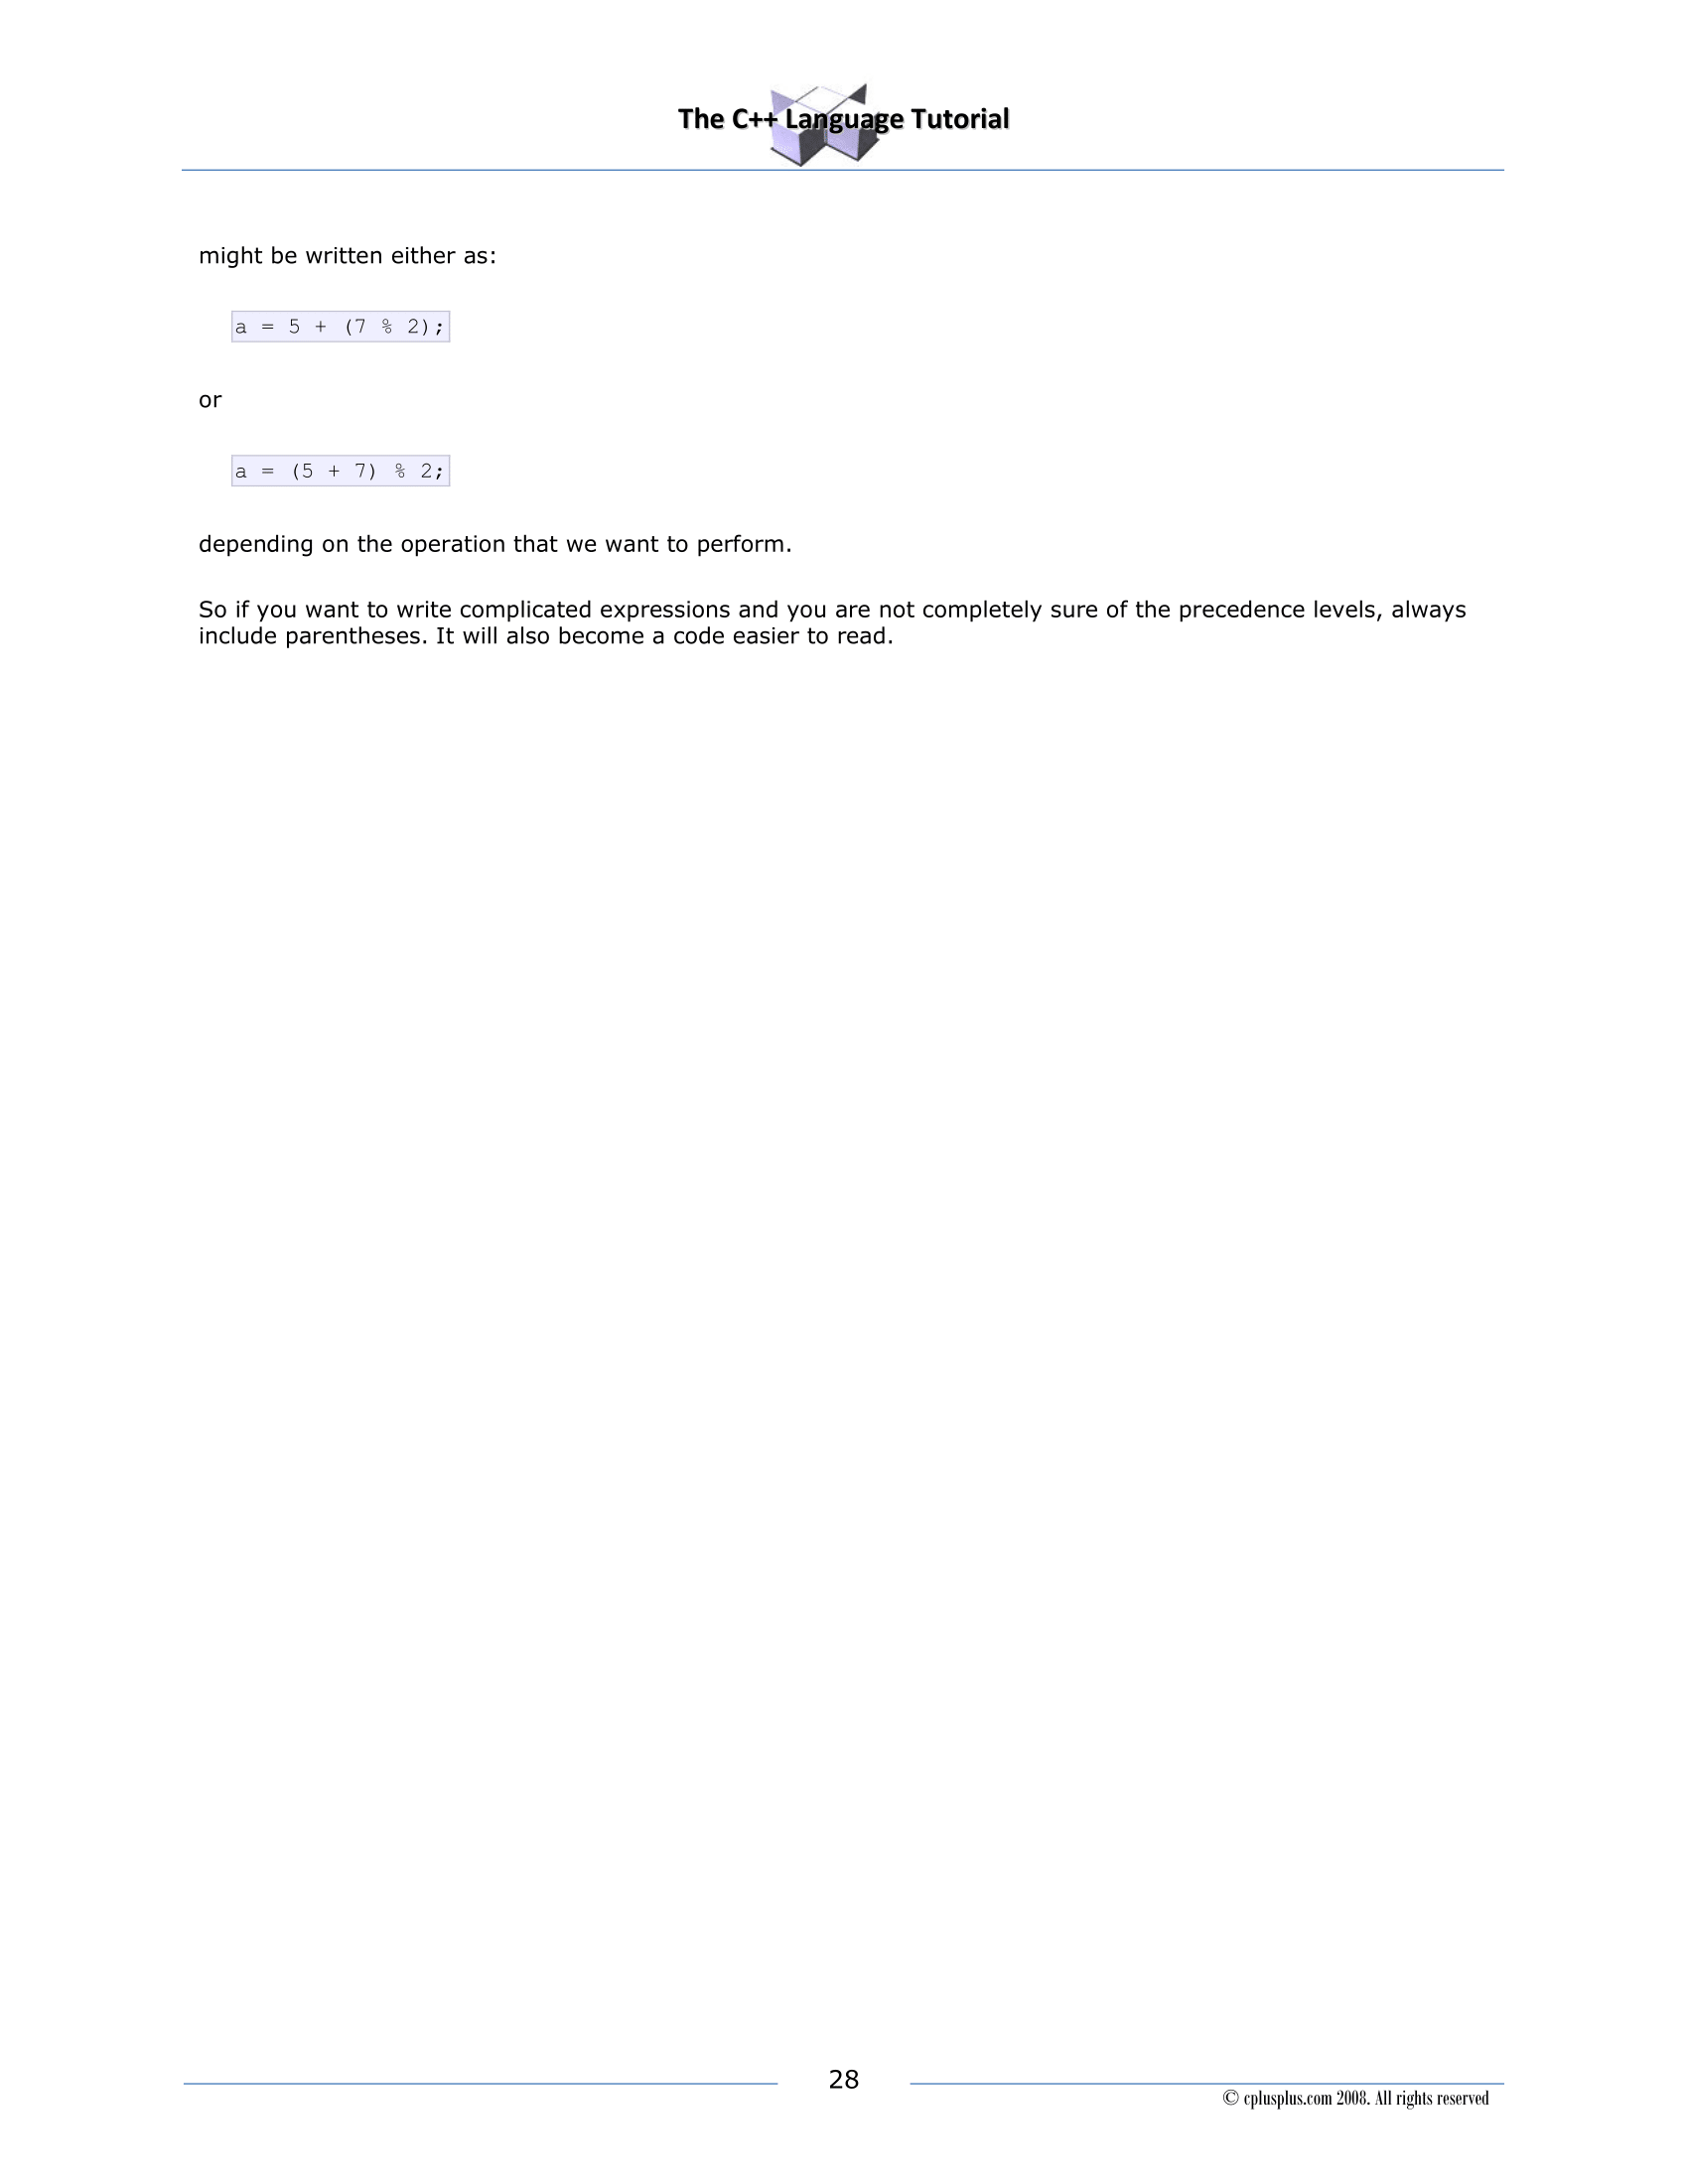 The C++ Language Tutorial
might be written either as:
a = 5 + (7 % 2);
or
a = (5 + 7) % 2;
depending on the operation that we want to perform.
So if you want to write complicated expressions and you are not completely sure of the precedence levels, always
include parentheses. It will also become a code easier to read.
28
© cplusplus.com 2008. All rights reserved